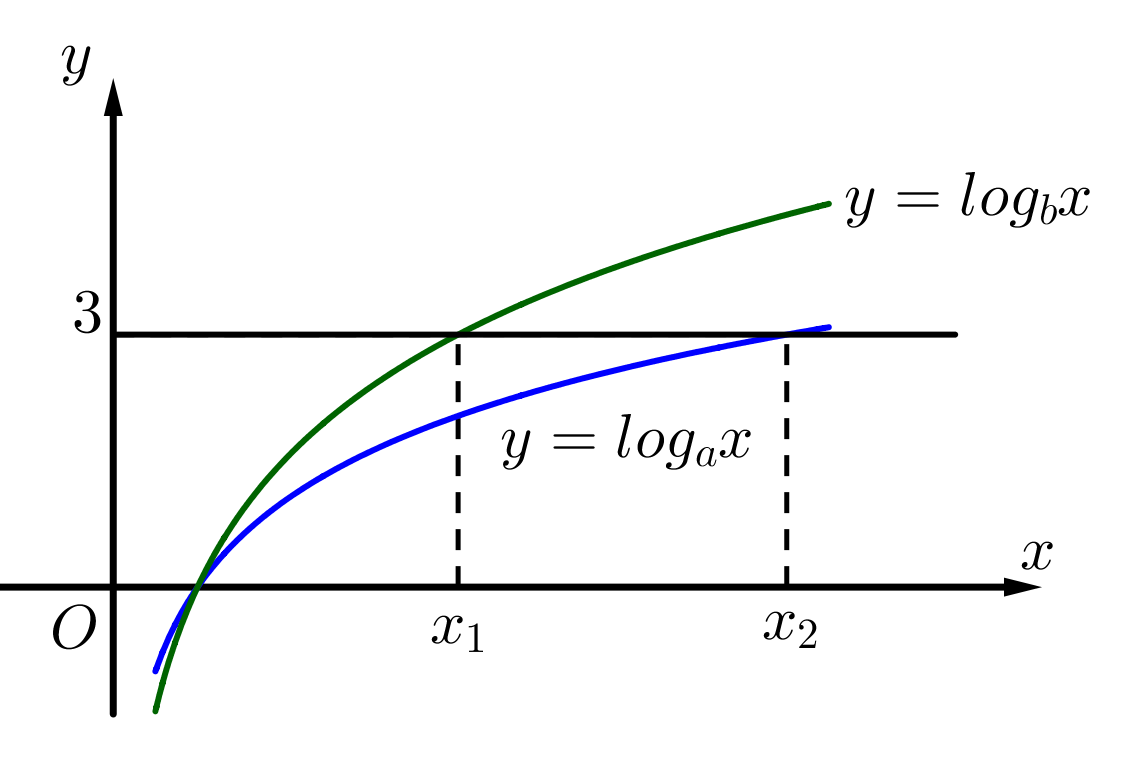 y
y = log_b x
3
y = log_a x
x
O
x_1
x_2